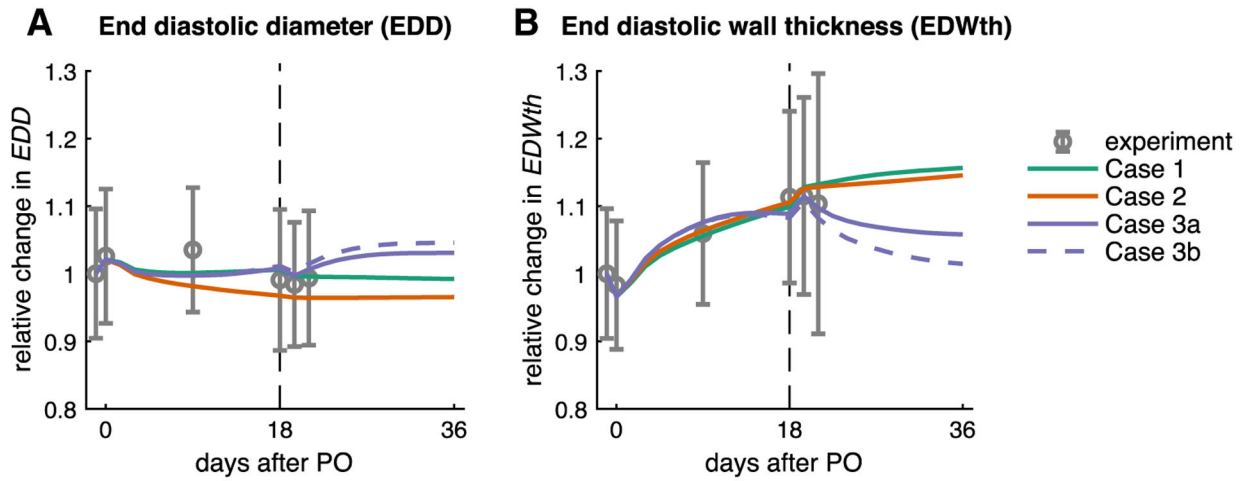 A End diastolic diameter (EDD)
1.3
1.2
1.1
1
0.9
0.8
relative change in EDD
0 18 36
days after PO
B End diastolic wall thickness (EDWth)
1.3
1.2
1.1
1
0.9
0.8
relative change in EDWth
0 18 36
days after PO
experiment
Case 1
Case 2
Case 3a
Case 3b